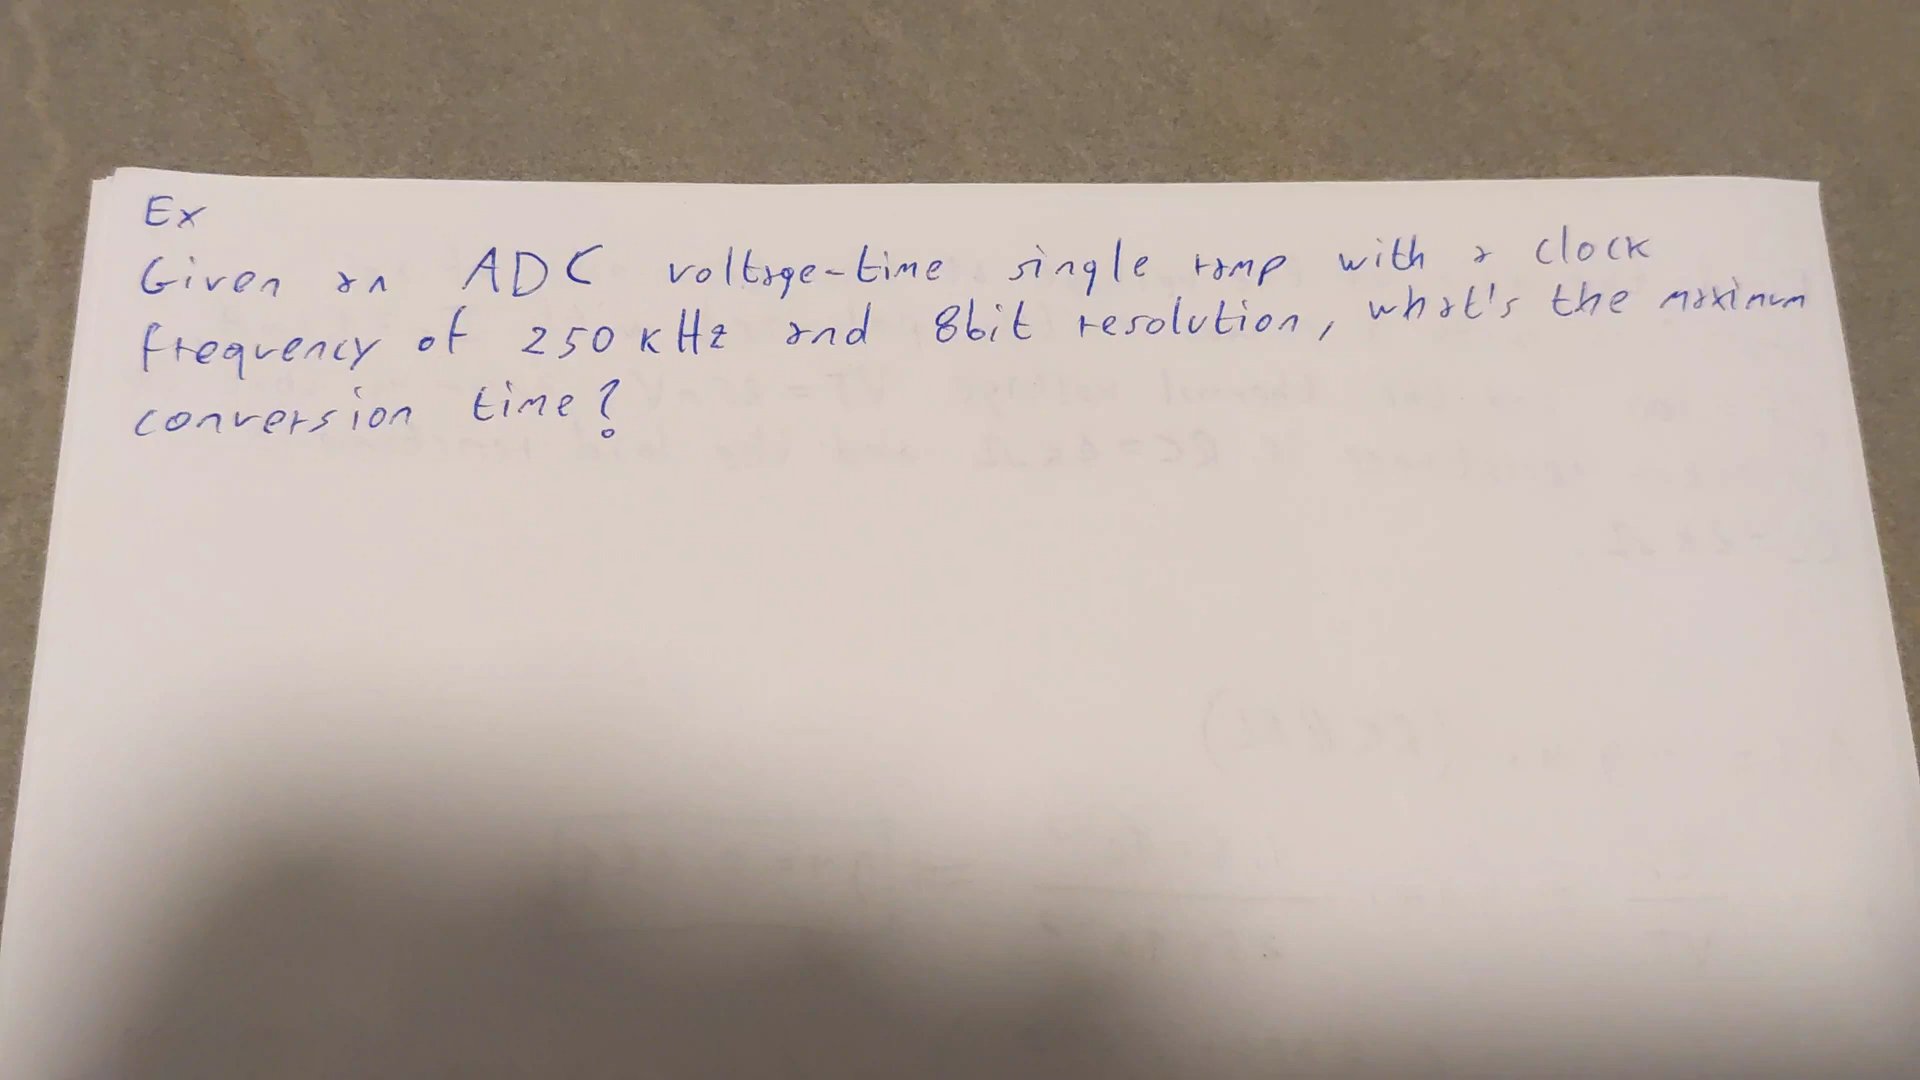 Ex
Given an ADC voltage-time single ramp with a clock
frequency of 250 kHz and 8bit resolution, what's the maximum
conversion time?